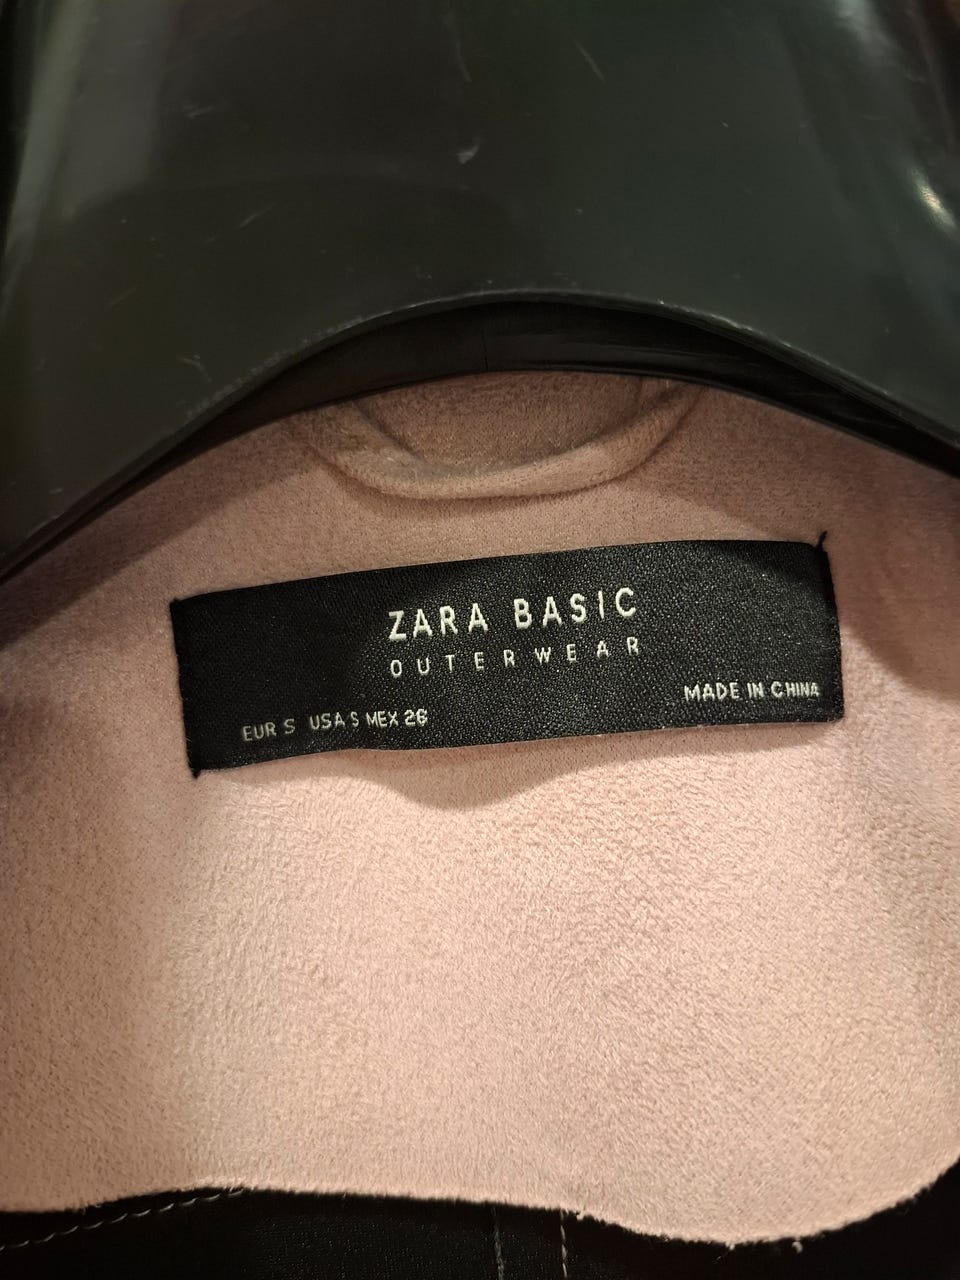 ZARA BASIC
OUTERWEAR
EUR S USA S MEX 26
MADE IN CHINA